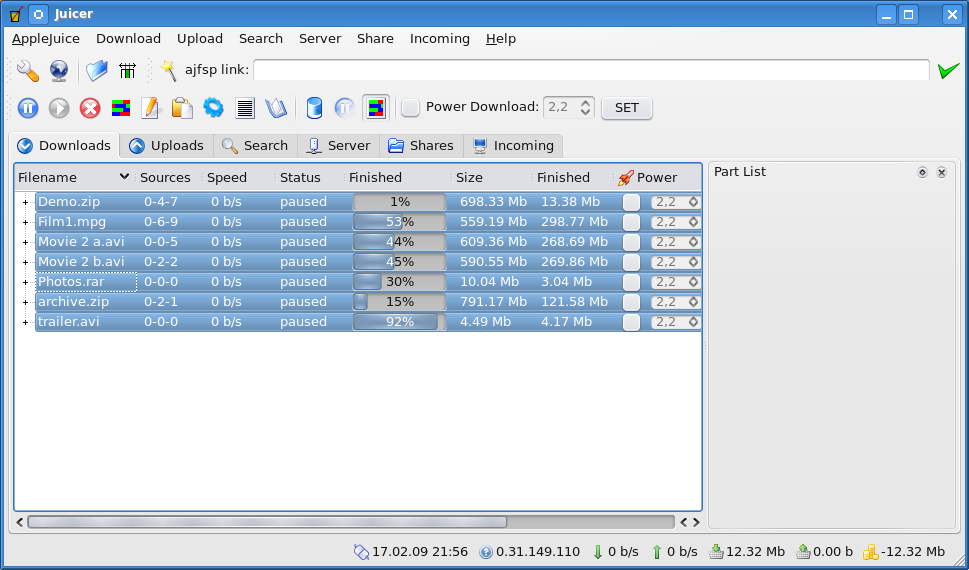 Juicer
AppleJuice Download Upload Search Server Share Incoming Help
ajfsp link:
Power Download: 2,2 SET
Downloads Uploads Search Server Shares Incoming
Filename Sources Speed Status Finished Size Finished Power
Demo.zip 0-4-7 0 b/s paused 1% 698.33 Mb 13.38 Mb 2,2
Film1.mpg 0-6-9 0 b/s paused 53% 559.19 Mb 298.77 Mb 2,2
Movie 2 a.avi 0-0-5 0 b/s paused 44% 609.36 Mb 268.69 Mb 2,2
Movie 2 b.avi 0-2-2 0 b/s paused 45% 590.55 Mb 269.86 Mb 2,2
Photos.rar 0-0-0 0 b/s paused 30% 10.04 Mb 3.04 Mb 2,2
archive.zip 0-2-1 0 b/s paused 15% 791.17 Mb 121.58 Mb 2,2
trailer.avi 0-0-0 0 b/s paused 92% 4.49 Mb 4.17 Mb 2,2
Part List
17.02.09 21:56 0.31.149.110 0 b/s 0 b/s 12.32 Mb 0.00 b -12.32 Mb